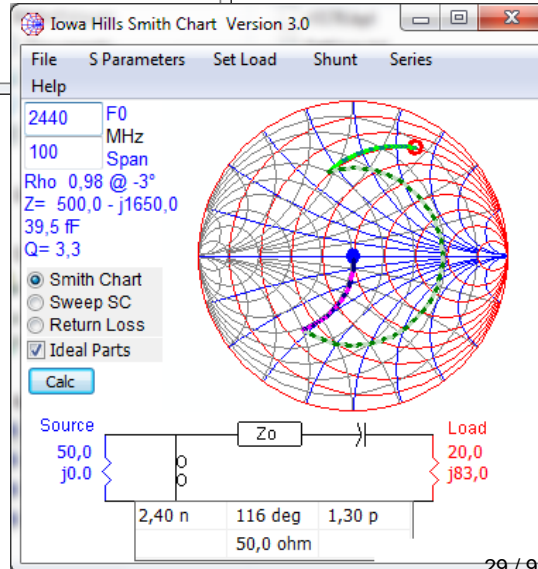 Iowa Hills Smith Chart Version 3.0
File S Parameters Set Load Shunt Series
Help
2440 F0
MHz
100 Span
Rho 0,98 @ -3°
Z= 500,0 - j1650,0
39,5 fF
Q= 3,3
Smith Chart
Sweep SC
Return Loss
Ideal Parts
Calc
Source Zo Load
50,0 20,0
j0.0 j83,0
2,40 n 116 deg 1,30 p
50,0 ohm
29 / 9